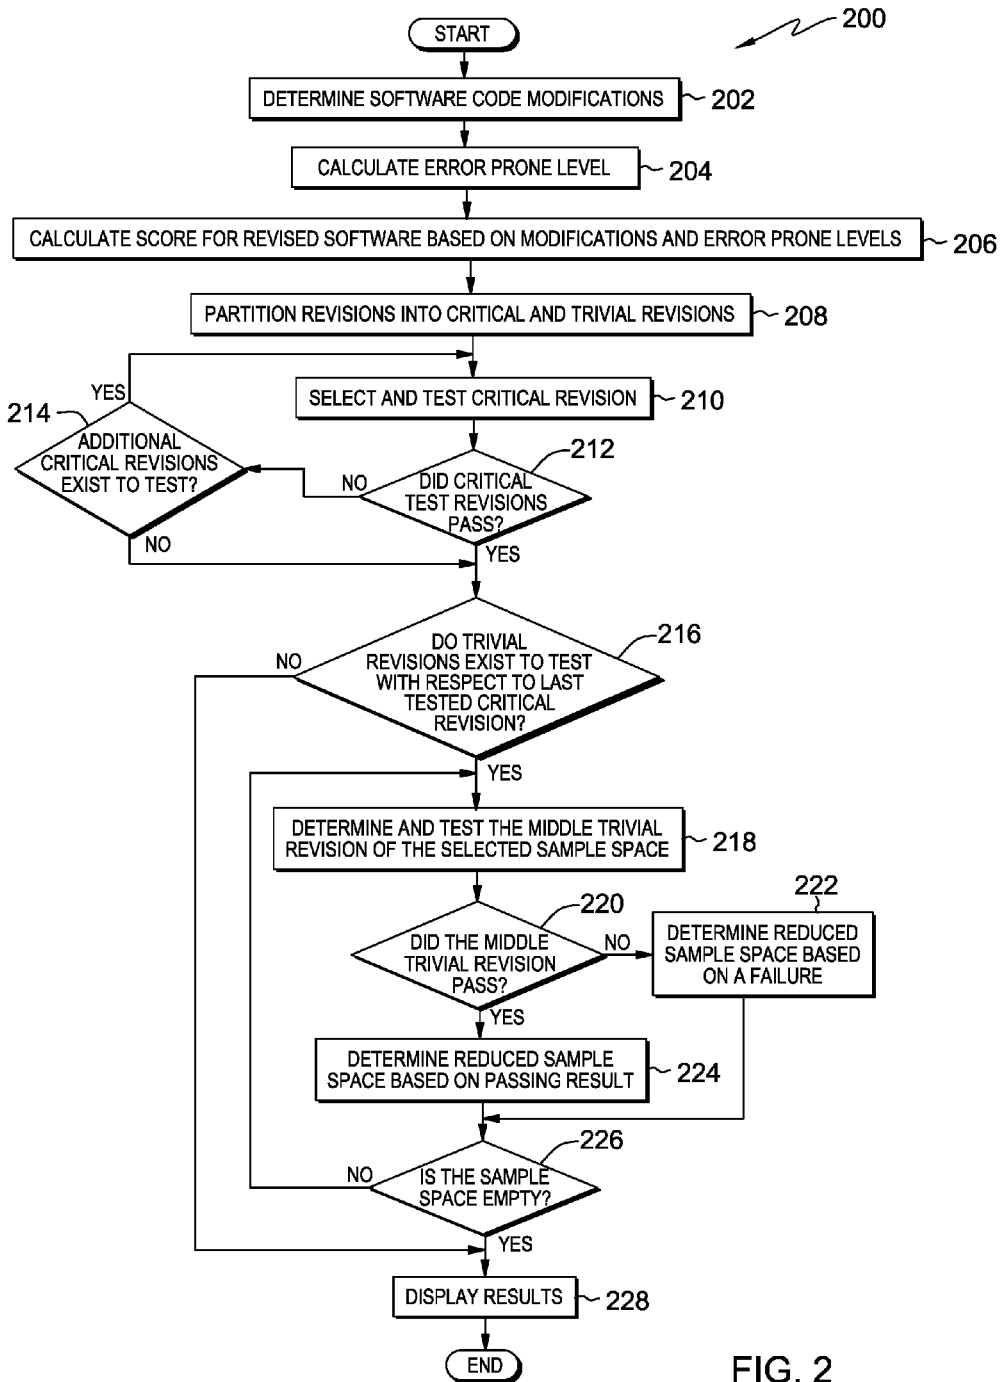 START
200
DETERMINE SOFTWARE CODE MODIFICATIONS
202
CALCULATE ERROR PRONE LEVEL
204
CALCULATE SCORE FOR REVISED SOFTWARE BASED ON MODIFICATIONS AND ERROR PRONE LEVELS
206
PARTITION REVISIONS INTO CRITICAL AND TRIVIAL REVISIONS
208
YES
SELECT AND TEST CRITICAL REVISION
210
214
ADDITIONAL
CRITICAL REVISIONS
EXIST TO TEST?
NO
212
DID CRITICAL
TEST REVISIONS
PASS?
NO
YES
216
DO TRIVIAL
REVISIONS EXIST TO TEST
WITH RESPECT TO LAST
TESTED CRITICAL
REVISION?
NO
YES
DETERMINE AND TEST THE MIDDLE TRIVIAL
REVISION OF THE SELECTED SAMPLE SPACE
218
220
DID THE MIDDLE
TRIVIAL REVISION
PASS?
NO
222
DETERMINE REDUCED
SAMPLE SPACE BASED
ON A FAILURE
YES
DETERMINE REDUCED SAMPLE
SPACE BASED ON PASSING RESULT
224
226
IS THE SAMPLE
SPACE EMPTY?
NO
YES
DISPLAY RESULTS
228
END
FIG. 2